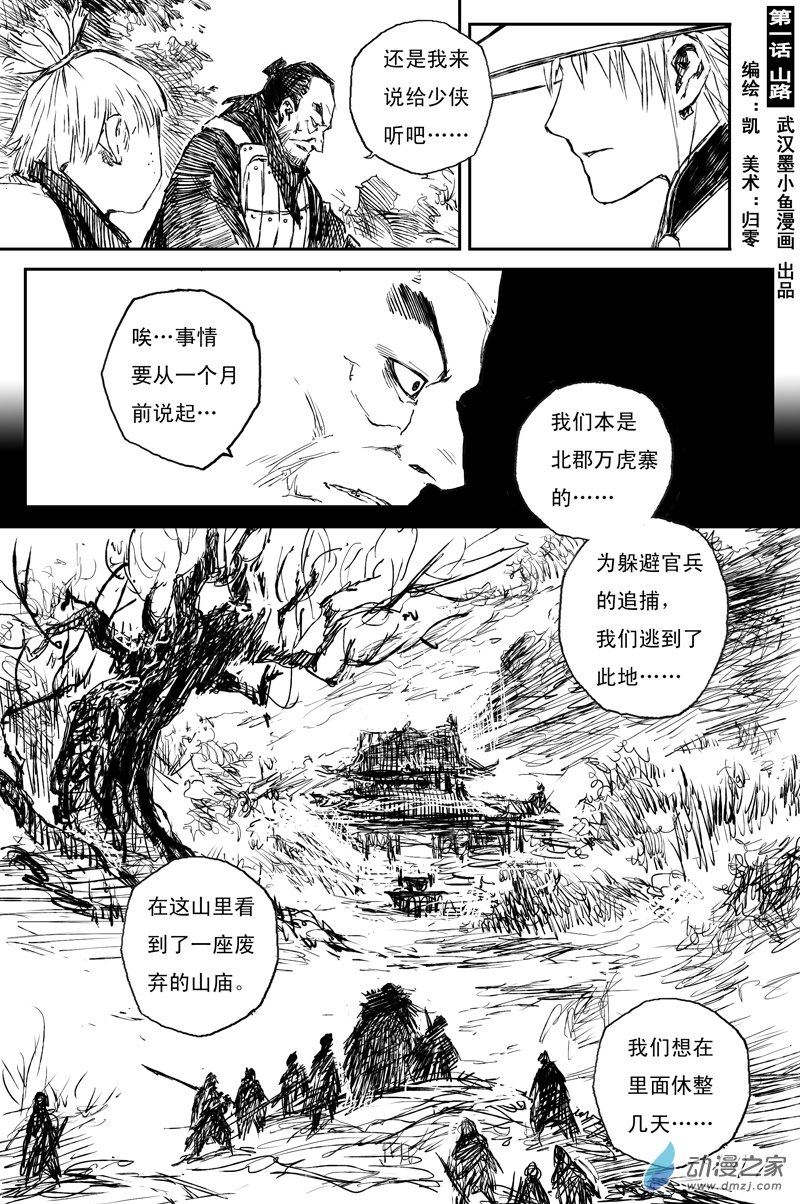 第一话 山路
武汉墨小鱼漫画 出品
编绘：凯 美术：归零
还是我来
说给少侠
听吧……
唉…事情
要从一个月
前说起…
我们本是
北郡万虎寨
的……
为躲避官兵
的追捕，
我们逃到了
此地……
在这山里看
到了一座废
弃的山庙。
我们想在
里面休整
几天……
动漫之家
www.dmzj.com